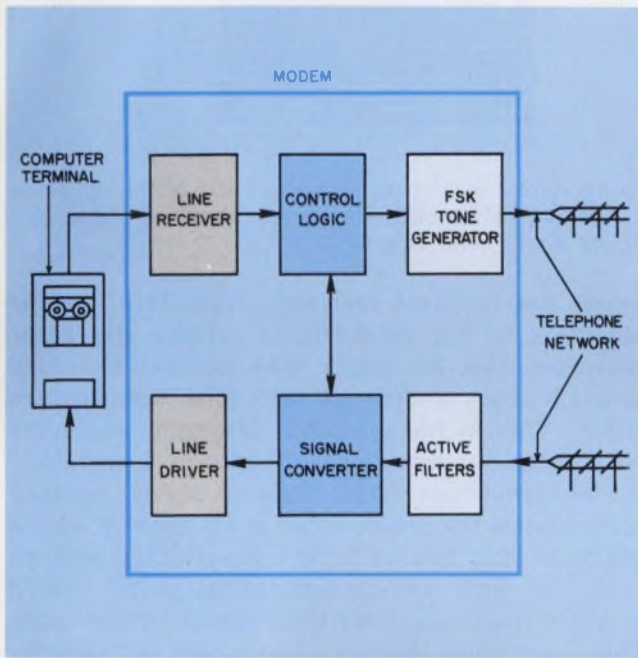 MODEM
COMPUTER
TERMINAL
LINE
RECEIVER
CONTROL
LOGIC
FSK
TONE
GENERATOR
TELEPHONE
NETWORK
LINE
DRIVER
SIGNAL
CONVERTER
ACTIVE
FILTERS